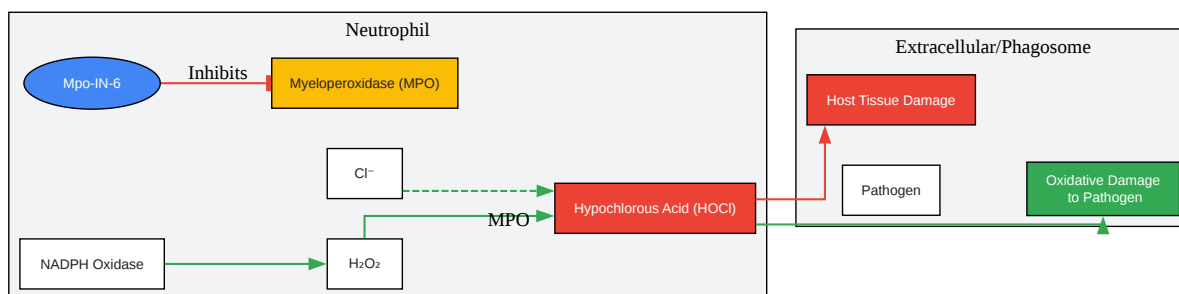 Neutrophil
Extracellular/Phagosome
Mpo-IN-6
Inhibits
Myeloperoxidase (MPO)
Host Tissue Damage
Cl⁻
Pathogen
Oxidative Damage
to Pathogen
Hypochlorous Acid (HOCl)
MPO
NADPH Oxidase
H₂O₂